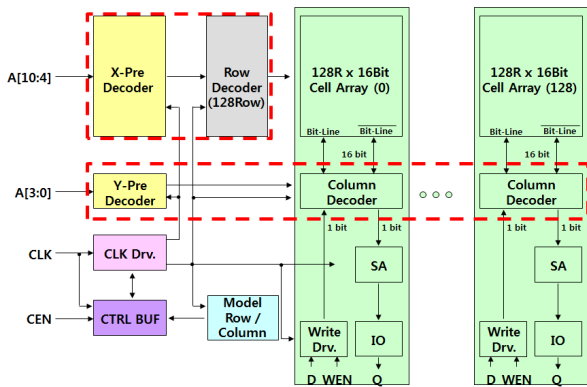 A[10:4]
X-Pre
Decoder
Row
Decoder
(128Row)
128R x 16Bit
Cell Array (0)
Bit-Line
Bit-Line
16 bit
128R x 16Bit
Cell Array (128)
Bit-Line
Bit-Line
16 bit
A[3:0]
Y-Pre
Decoder
Column
Decoder
Column
Decoder
1 bit
1 bit
1 bit
1 bit
CLK
CLK Drv.
SA
SA
CEN
CTRL BUF
Model
Row /
Column
Write
Drv.
IO
Write
Drv.
IO
D
WEN
Q
D
WEN
Q